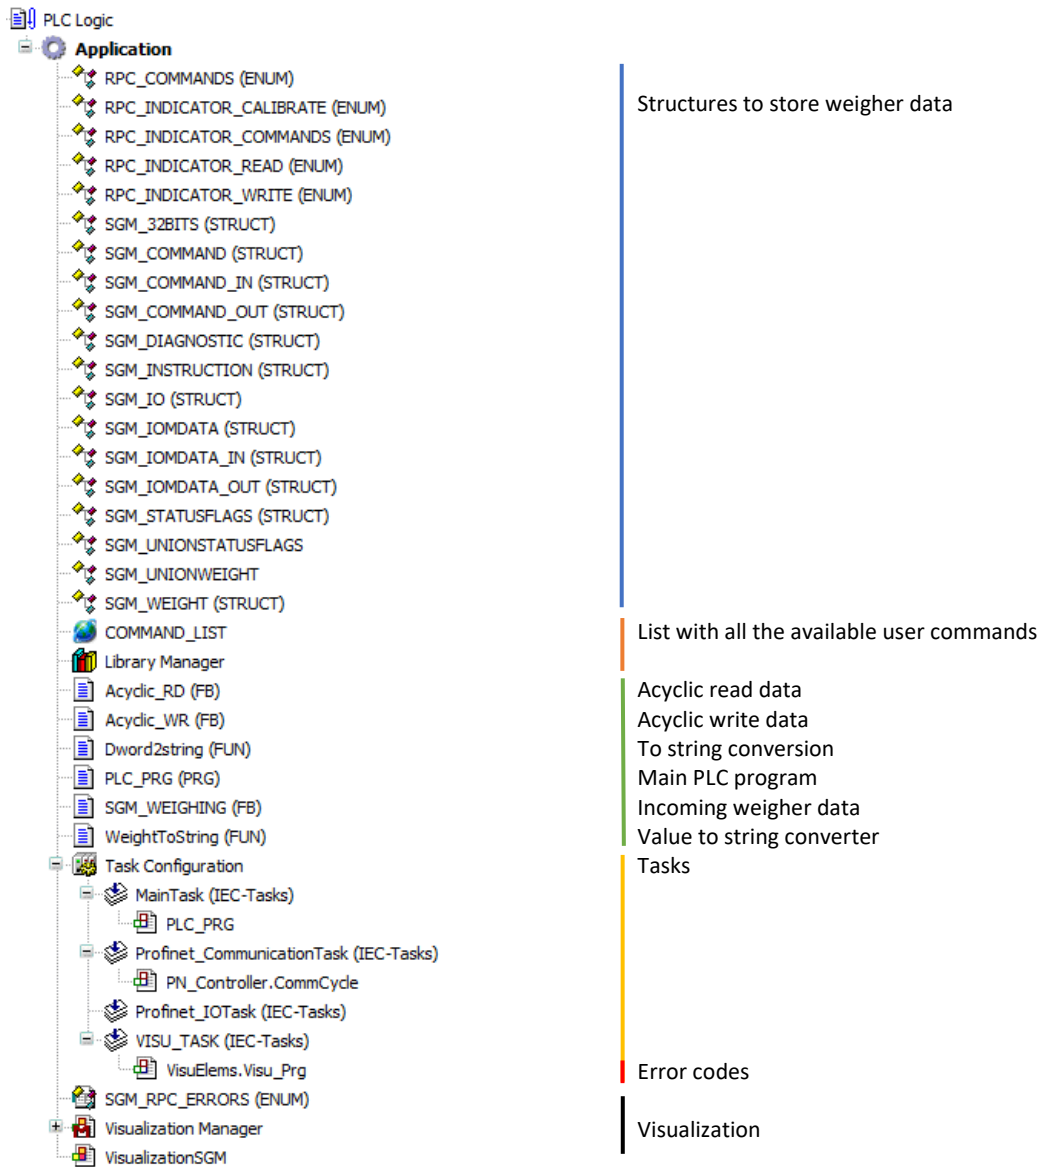 PLC Logic
Application
RPC_COMMANDS (ENUM)
RPC_INDICATOR_CALIBRATE (ENUM) Structures to store weigher data
RPC_INDICATOR_COMMANDS (ENUM)
RPC_INDICATOR_READ (ENUM)
RPC_INDICATOR_WRITE (ENUM)
SGM_32BITS (STRUCT)
SGM_COMMAND (STRUCT)
SGM_COMMAND_IN (STRUCT)
SGM_COMMAND_OUT (STRUCT)
SGM_DIAGNOSTIC (STRUCT)
SGM_INSTRUCTION (STRUCT)
SGM_IO (STRUCT)
SGM_IOMDATA (STRUCT)
SGM_IOMDATA_IN (STRUCT)
SGM_IOMDATA_OUT (STRUCT)
SGM_STATUSFLAGS (STRUCT)
SGM_UNIONSTATUSFLAGS
SGM_UNIONWEIGHT
SGM_WEIGHT (STRUCT)
COMMAND_LIST List with all the available user commands
Library Manager
Acyclic_RD (FB) Acyclic read data
Acyclic_WR (FB) Acyclic write data
Dword2string (FUN) To string conversion
PLC_PRG (PRG) Main PLC program
SGM_WEIGHING (FB) Incoming weigher data
WeightToString (FUN) Value to string converter
Task Configuration Tasks
MainTask (IEC-Tasks)
PLC_PRG
Profinet_CommunicationTask (IEC-Tasks)
PN_Controller.CommCycle
Profinet_IOTask (IEC-Tasks)
VISU_TASK (IEC-Tasks)
VisuElems.Visu_Prg Error codes
SGM_RPC_ERRORS (ENUM)
Visualization Manager Visualization
VisualizationSGM